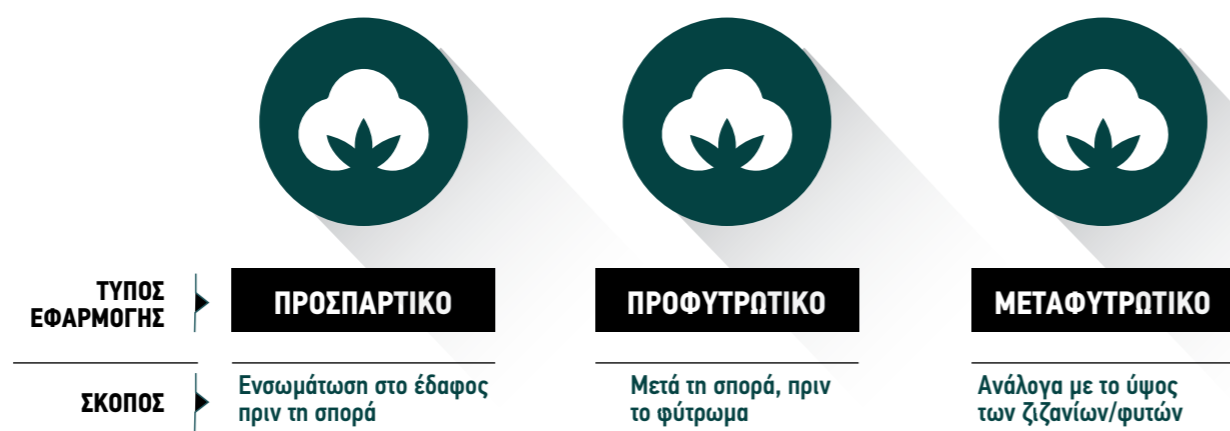 ΤΥΠΟΣ
ΕΦΑΡΜΟΓΗΣ
ΠΡΟΣΠΑΡΤΙΚΟ
ΠΡΟΦΥΤΡΩΤΙΚΟ
ΜΕΤΑΦΥΤΡΩΤΙΚΟ
ΣΚΟΠΟΣ
Ενσωμάτωση στο έδαφος
πριν τη σπορά
Μετά τη σπορά, πριν
το φύτρωμα
Ανάλογα με το ύψος
των ζιζανίων/φυτών